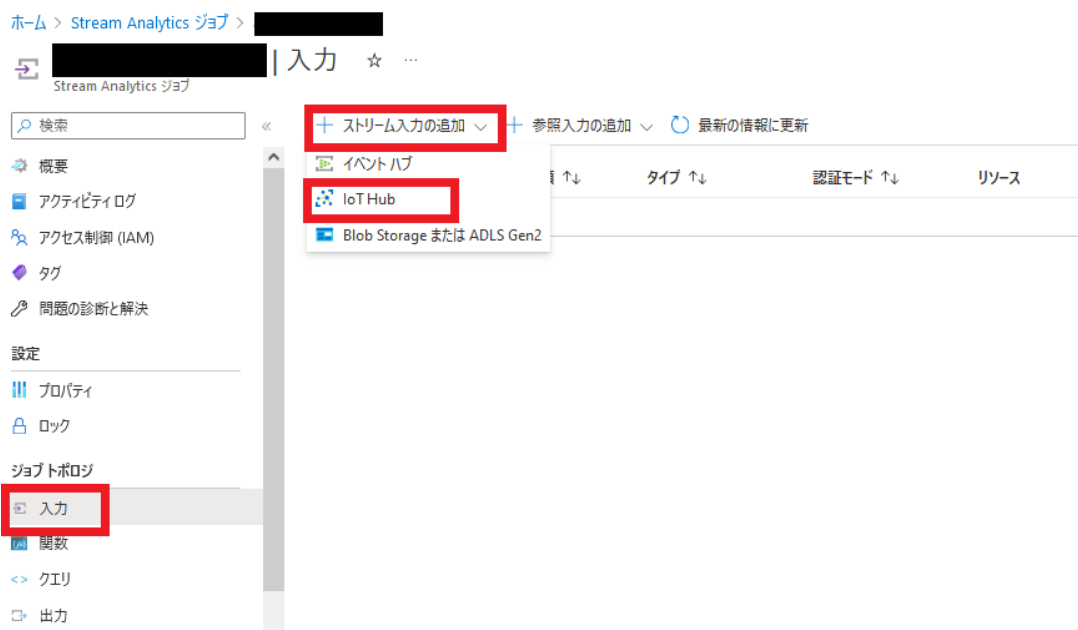 ホーム > Stream Analytics ジョブ >
| 入力 ☆ …
Stream Analytics ジョブ
検索 «
+ ストリーム入力の追加 + 参照入力の追加 最新の情報に更新
イベント ハブ
IoT Hub
Blob Storage または ADLS Gen2
類 ↑↓ タイプ ↑↓ 認証モード ↑↓ リソース
概要
アクティビティ ログ
アクセス制御 (IAM)
タグ
問題の診断と解決
設定
プロパティ
ロック
ジョブ トポロジ
入力
関数
クエリ
出力